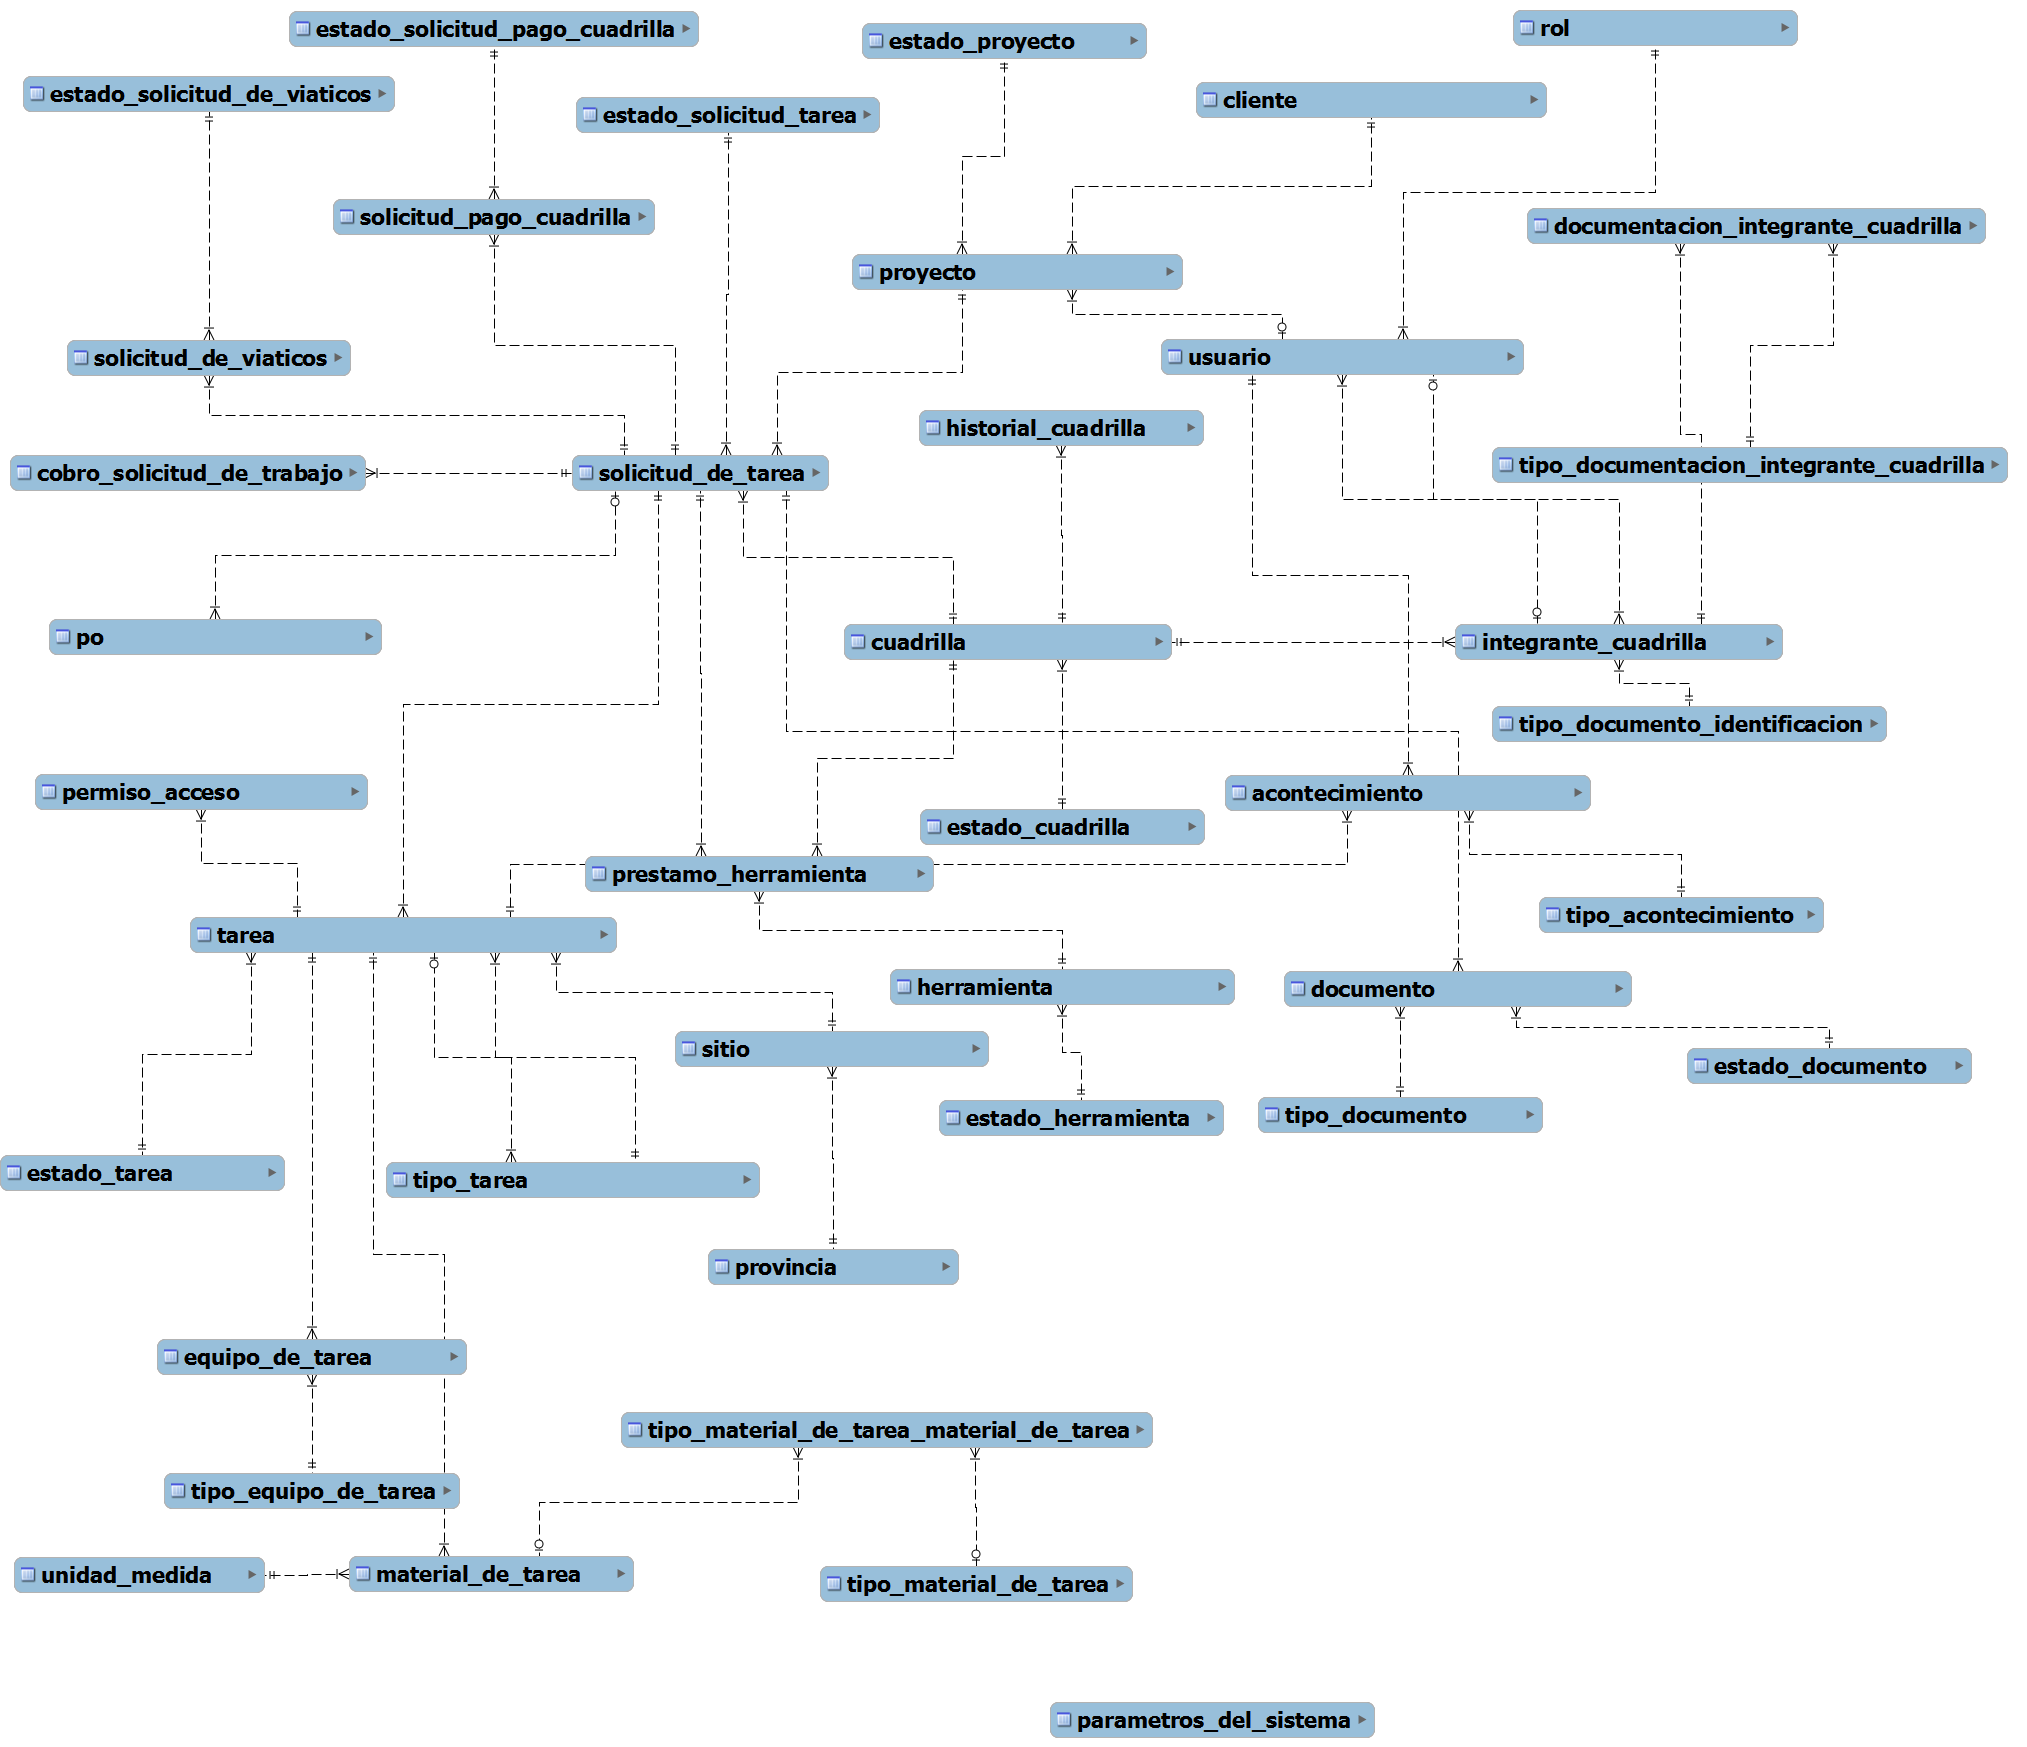 estado_solicitud_pago_cuadrilla
rol
estado_proyecto
estado_solicitud_de_viaticos
cliente
estado_solicitud_tarea
solicitud_pago_cuadrilla
documentacion_integrante_cuadrilla
proyecto
solicitud_de_viaticos
usuario
historial_cuadrilla
tipo_documentacion_integrante_cuadrilla
cobro_solicitud_de_trabajo
solicitud_de_tarea
po
cuadrilla
integrante_cuadrilla
tipo_documento_identificacion
permiso_acceso
acontecimiento
estado_cuadrilla
prestamo_herramienta
tipo_acontecimiento
tarea
herramienta
documento
sitio
estado_documento
estado_herramienta
tipo_documento
estado_tarea
tipo_tarea
provincia
equipo_de_tarea
tipo_material_de_tarea_material_de_tarea
tipo_equipo_de_tarea
unidad_medida
material_de_tarea
tipo_material_de_tarea
parametros_del_sistema